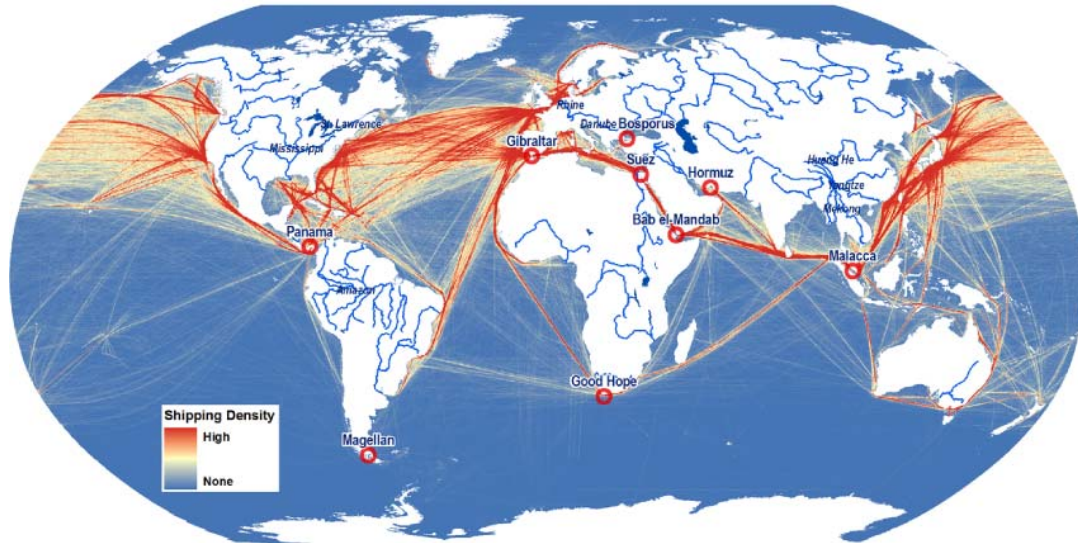 Rhine
St. Lawrence
Danube
Bosporus
Mississippi
Gibraltar
Suez
Hormuz
Huang He
Yangtze
Mekong
Bab el-Mandab
Panama
Malacca
Amazon
Good Hope
Magellan
Shipping Density
High
None